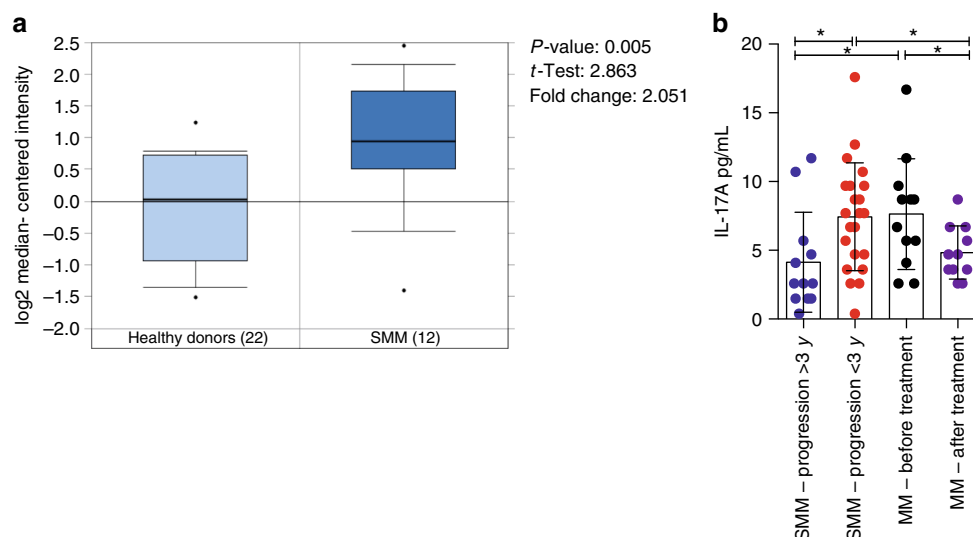 a
2.5
2.0
1.5
1.0
0.5
0.0
–0.5
–1.0
–1.5
–2.0
log2 median- centered intensity
Healthy donors (22)
SMM (12)
P-value: 0.005
t-Test: 2.863
Fold change: 2.051
b
* *
* *
20
15
10
5
0
IL-17A pg/mL
SMM – progression >3 y
SMM – progression <3 y
MM – before treatment
MM – after treatment